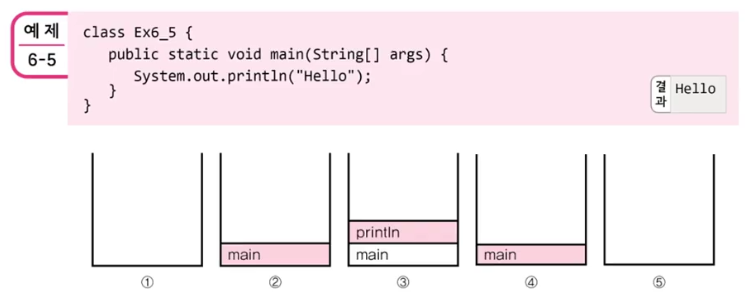 예제
6-5
class Ex6_5 {
public static void main(String[] args) {
System.out.println("Hello");
}
}
결과
Hello
main
println
main
main
① ② ③ ④ ⑤